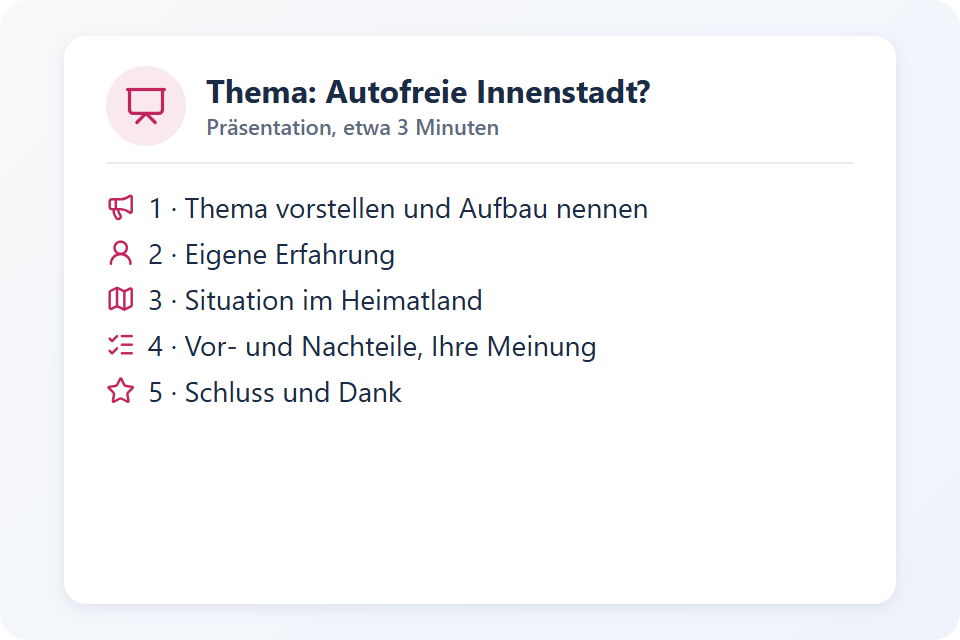 Thema: Autofreie Innenstadt?
Präsentation, etwa 3 Minuten
1 · Thema vorstellen und Aufbau nennen
2 · Eigene Erfahrung
3 · Situation im Heimatland
4 · Vor- und Nachteile, Ihre Meinung
5 · Schluss und Dank